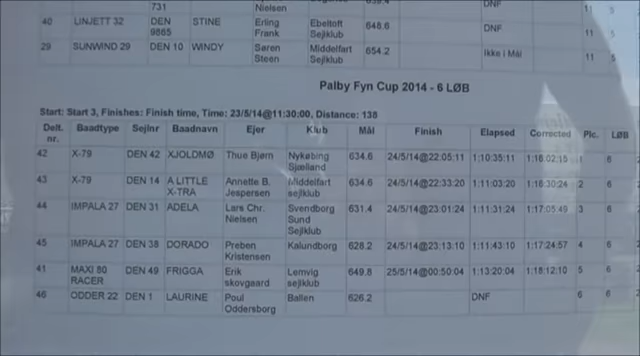 731 Nielsen DNF 11
40 LINJETT 32 DEN 9865 STINE Erling Frank Ebeltoft Sejlklub 648.6 DNF 11
29 SUNWIND 29 DEN 10 WINDY Søren Steen Middelfart Sejlklub 654.2 Ikke i Mål 11
Palby Fyn Cup 2014 - 6 LØB
Start: Start 3, Finishes: Finish time, Time: 23/5/14@11:30:00, Distance: 138
Delt. nr. Baadtype Sejlnr Baadnavn Ejer Klub Mål Finish Elapsed Corrected Plc. LØB
42 X-79 DEN 42 XJOLDMØ Thue Bjørn Nykøbing Sjælland 634.6 24/5/14@22:05:11 1:10:35:11 1 6
43 X-79 DEN 14 A LITTLE X-TRA Annette B. Jespersen Middelfart sejlklub 634.6 24/5/14@22:33:20 1:11:03:20 1:16:30:24 2 6
44 IMPALA 27 DEN 31 ADELA Lars Chr. Nielsen Svendborg Sund Sejlklub 631.4 24/5/14@23:01:24 1:11:31:24 1:17:05:49 3 6
45 IMPALA 27 DEN 38 DORADO Preben Kristensen Kalundborg 628.2 24/5/14@23:13:10 1:11:43:10 1:17:24:57 4 6
41 MAXI 80 RACER DEN 49 FRIGGA Erik skovgaard Lemvig sejlklub 649.8 25/5/14@00:50:04 1:13:20:04 1:18:12:10 5 6
46 ODDER 22 DEN 1 LAURINE Poul Oddersborg Ballen 626.2 DNF 6 6